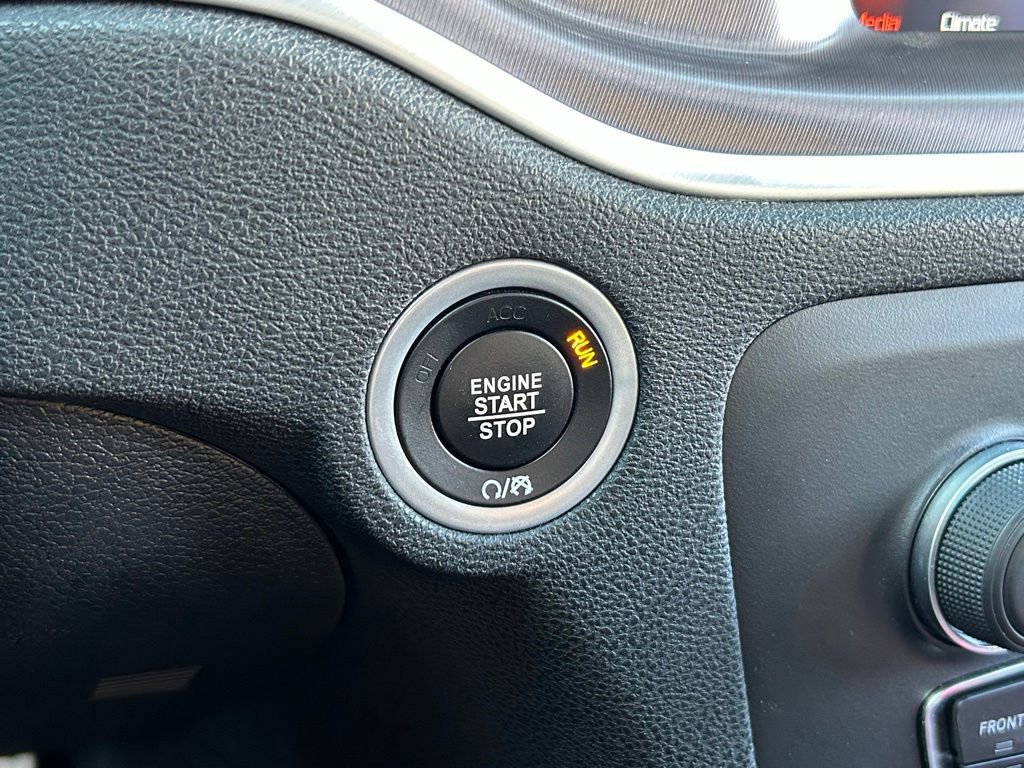 Media Climate
ACC
OFF
RUN
ENGINE
START
STOP
FRONT